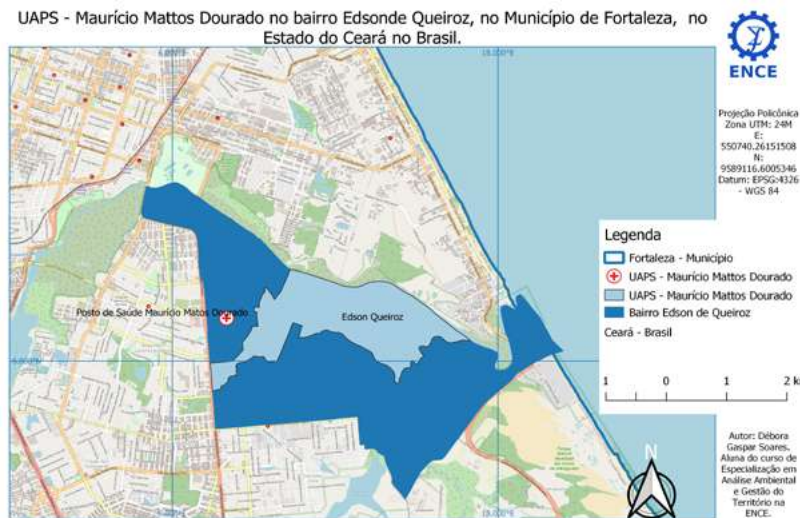 UAPS - Maurício Mattos Dourado no bairro Edsonde Queiroz, no Município de Fortaleza, no
Estado do Ceará no Brasil.
ENCE
Projeção Policônica
Zona UTM: 24M
E:
550740.26151508
N:
9589116.6005346
Datum: EPSG:4326
- WGS 84
18.000°E
Posto de Saúde Maurício Matos Dourado
Edson Queiroz
Legenda
Fortaleza - Município
UAPS - Maurício Mattos Dourado
UAPS - Maurício Mattos Dourado
Bairro Edson de Queiroz
Ceará - Brasil
1 0 1 2 k
N
Autor: Débora
Gaspar Soares.
Aluna do curso de
Especialização em
Análise Ambiental
e Gestão do
Território na
ENCE.